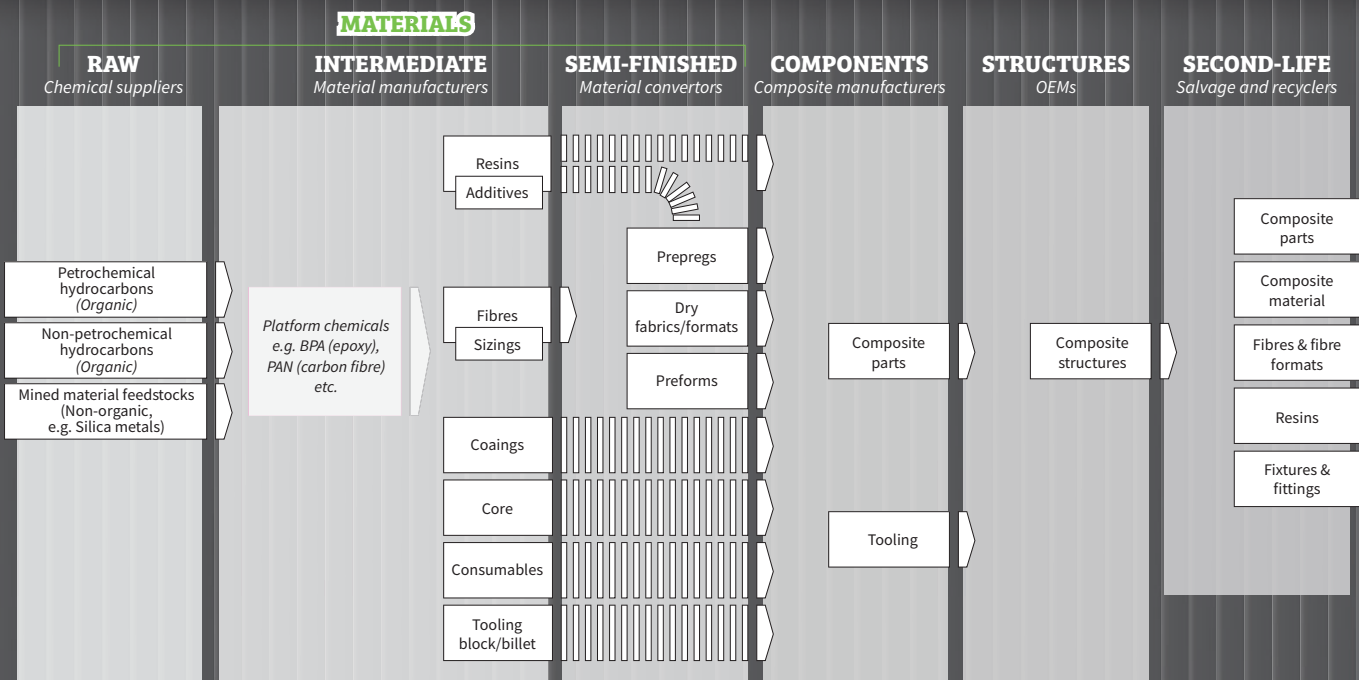 MATERIALS
RAW
Chemical suppliers
INTERMEDIATE
Material manufacturers
SEMI-FINISHED
Material convertors
COMPONENTS
Composite manufacturers
STRUCTURES
OEMs
SECOND-LIFE
Salvage and recyclers
Petrochemical
hydrocarbons
(Organic)
Non-petrochemical
hydrocarbons
(Organic)
Mined material feedstocks
(Non-organic,
e.g. Silica metals)
Platform chemicals
e.g. BPA (epoxy),
PAN (carbon fibre)
etc.
Resins
Additives
Fibres
Sizings
Coaings
Core
Consumables
Tooling
block/billet
Prepregs
Dry
fabrics/formats
Preforms
Composite
parts
Tooling
Composite
structures
Composite
parts
Composite
material
Fibres & fibre
formats
Resins
Fixtures &
fittings